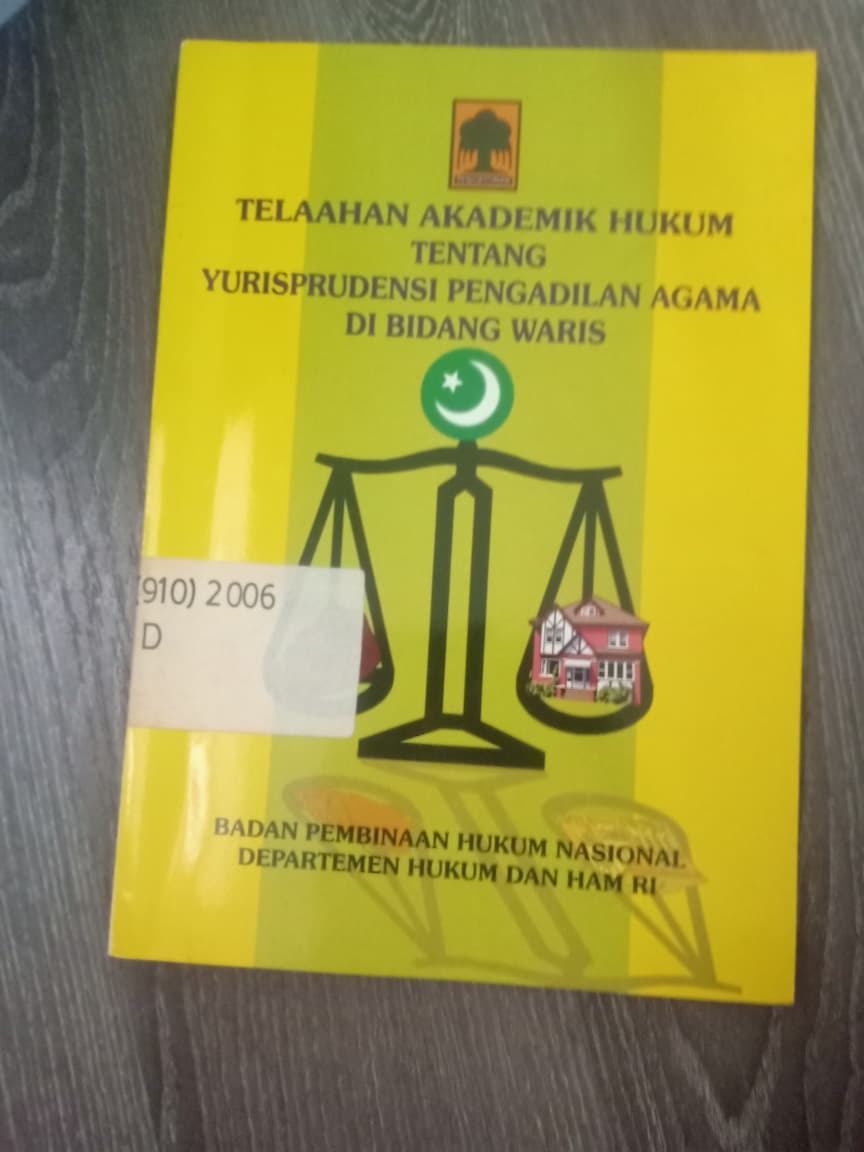 TELAAHAN AKADEMIK HUKUM
TENTANG
YURISPRUDENSI PENGADILAN AGAMA
DI BIDANG WARIS
(910) 2006
D
BADAN PEMBINAAN HUKUM NASIONAL
DEPARTEMEN HUKUM DAN HAM RI